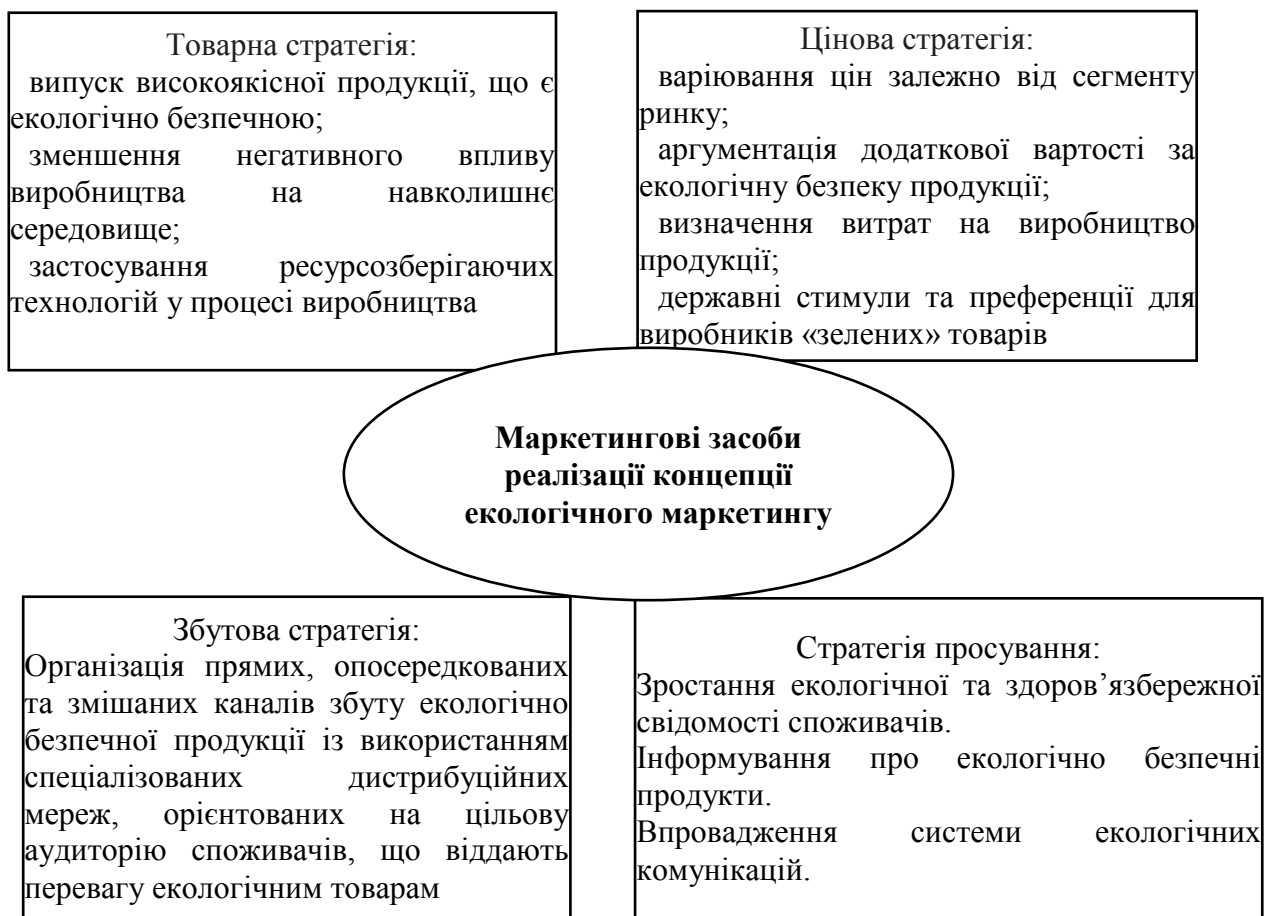 Товарна стратегія:
випуск високоякісної продукції, що є
екологічно безпечною;
зменшення негативного впливу
виробництва на навколишнє
середовище;
застосування ресурсозберігаючих
технологій у процесі виробництва
Цінова стратегія:
варіювання цін залежно від сегменту
ринку;
аргументація додаткової вартості за
екологічну безпеку продукції;
визначення витрат на виробництво
продукції;
державні стимули та преференції для
виробників «зелених» товарів
Маркетингові засоби
реалізації концепції
екологічного маркетингу
Збутова стратегія:
Організація прямих, опосередкованих
та змішаних каналів збуту екологічно
безпечної продукції із використанням
спеціалізованих дистрибуційних
мереж, орієнтованих на цільову
аудиторію споживачів, що віддають
перевагу екологічним товарам
Стратегія просування:
Зростання екологічної та здоров’язбережної
свідомості споживачів.
Інформування про екологічно безпечні
продукти.
Впровадження системи екологічних
комунікацій.